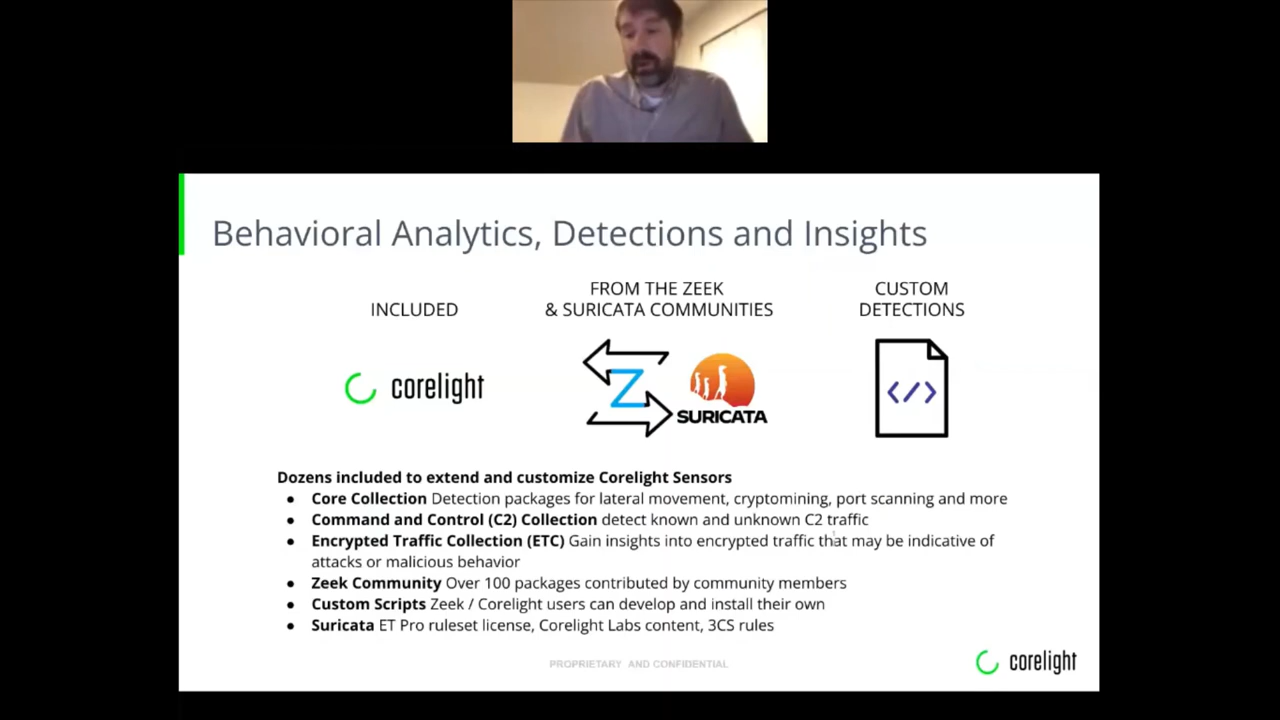 Behavioral Analytics, Detections and Insights
INCLUDED
FROM THE ZEEK
& SURICATA COMMUNITIES
CUSTOM
DETECTIONS
corelight
Z
SURICATA
</>
Dozens included to extend and customize Corelight Sensors
● Core Collection Detection packages for lateral movement, cryptomining, port scanning and more
● Command and Control (C2) Collection detect known and unknown C2 traffic
● Encrypted Traffic Collection (ETC) Gain insights into encrypted traffic that may be indicative of
attacks or malicious behavior
● Zeek Community Over 100 packages contributed by community members
● Custom Scripts Zeek / Corelight users can develop and install their own
● Suricata ET Pro ruleset license, Corelight Labs content, 3CS rules
PROPRIETARY AND CONFIDENTIAL
corelight